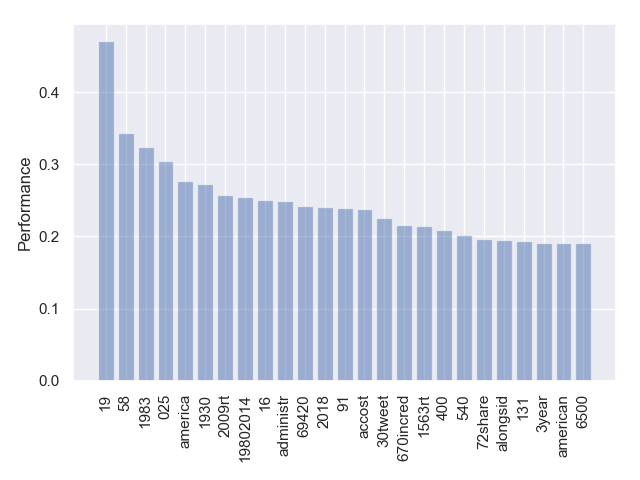 Performance
0.4
0.3
0.2
0.1
0.0
19
58
1983
025
america
1930
2009rt
19802014
16
administr
69420
2018
91
accost
30tweet
670incred
1563rt
400
540
72share
alongsid
131
3year
american
6500